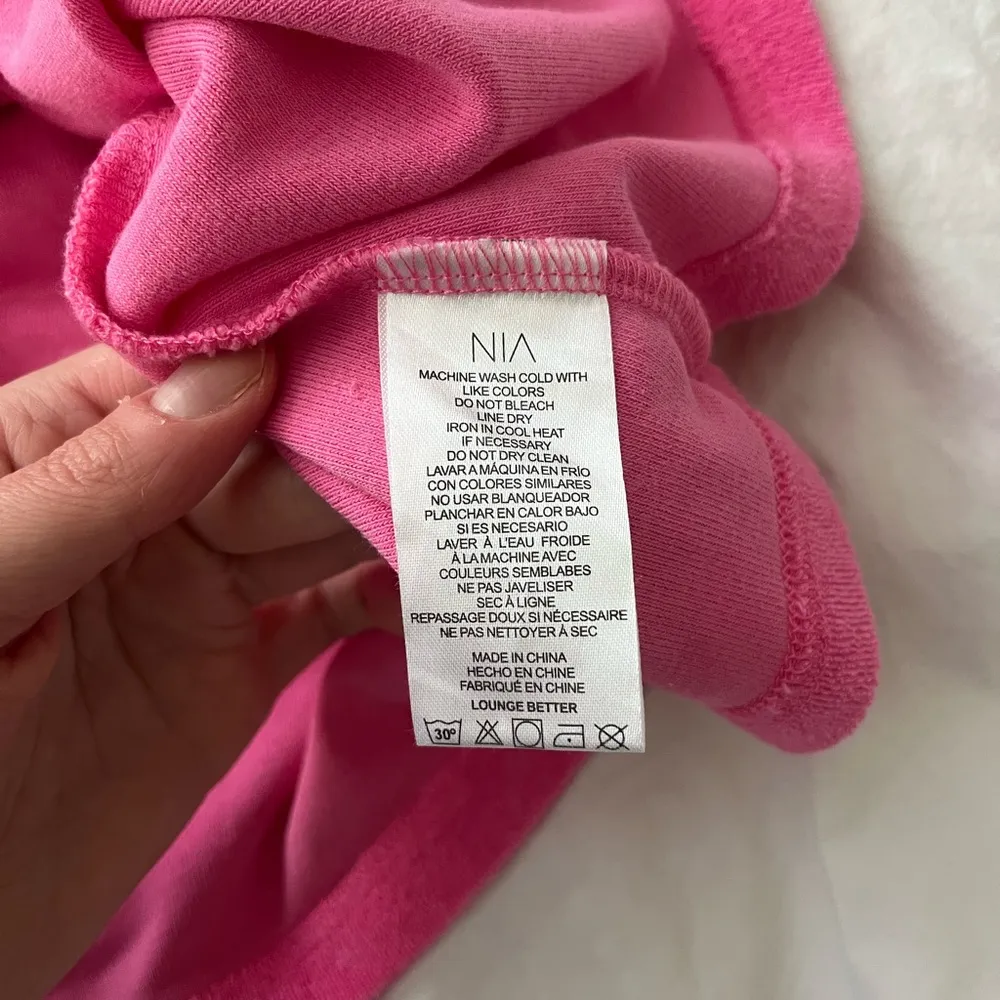 NIA
MACHINE WASH COLD WITH
LIKE COLORS
DO NOT BLEACH
LINE DRY
IRON IN COOL HEAT
IF NECESSARY
DO NOT DRY CLEAN
LAVAR A MÁQUINA EN FRÍO
CON COLORES SIMILARES
NO USAR BLANQUEADOR
PLANCHAR EN CALOR BAJO
SI ES NECESARIO
LAVER À L'EAU FROIDE
À LA MACHINE AVEC
COULEURS SEMBLABES
NE PAS JAVELISER
SEC À LIGNE
REPASSAGE DOUX SI NÉCESSAIRE
NE PAS NETTOYER À SEC
MADE IN CHINA
HECHO EN CHINE
FABRIQUÉ EN CHINE
LOUNGE BETTER
30°